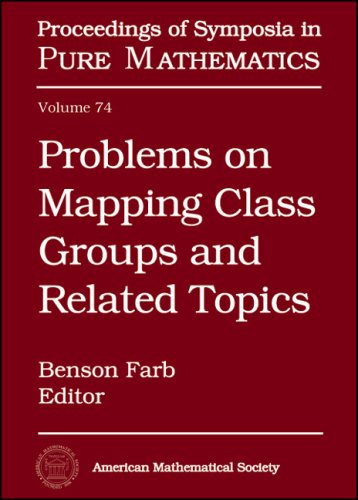 Proceedings of Symposia in
PURE MATHEMATICS
Volume 74
Problems on
Mapping Class
Groups and
Related Topics
Benson Farb
Editor
American Mathematical Society